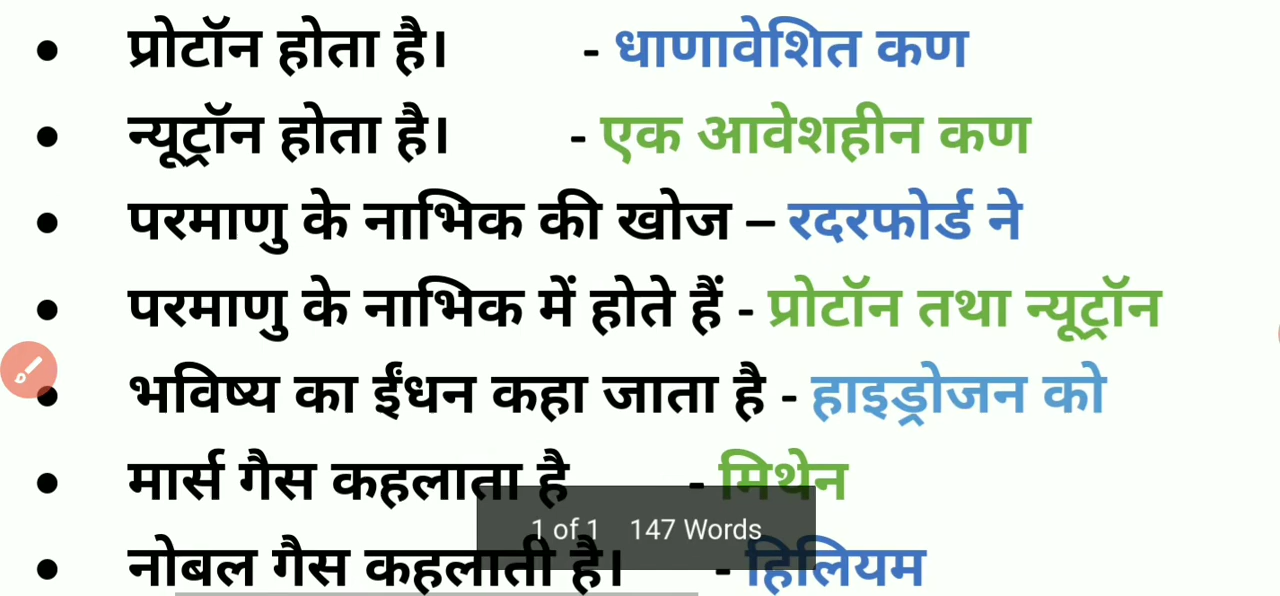 • प्रोटॉन होता है। - धाणावेशित कण
• न्यूट्रॉन होता है। - एक आवेशहीन कण
• परमाणु के नाभिक की खोज – रदरफोर्ड ने
• परमाणु के नाभिक में होते हैं - प्रोटॉन तथा न्यूट्रॉन
• भविष्य का ईंधन कहा जाता है - हाइड्रोजन को
• मार्स गैस कहलाता है - मिथेन
1 of 1 147 Words
• नोबल गैस कहलाती है। - हिलियम